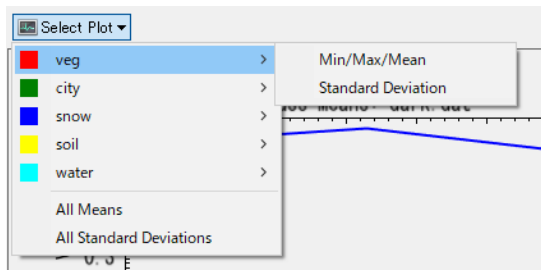 Select Plot
veg
Min/Max/Mean
city
Standard Deviation
snow
soil
water
All Means
All Standard Deviations